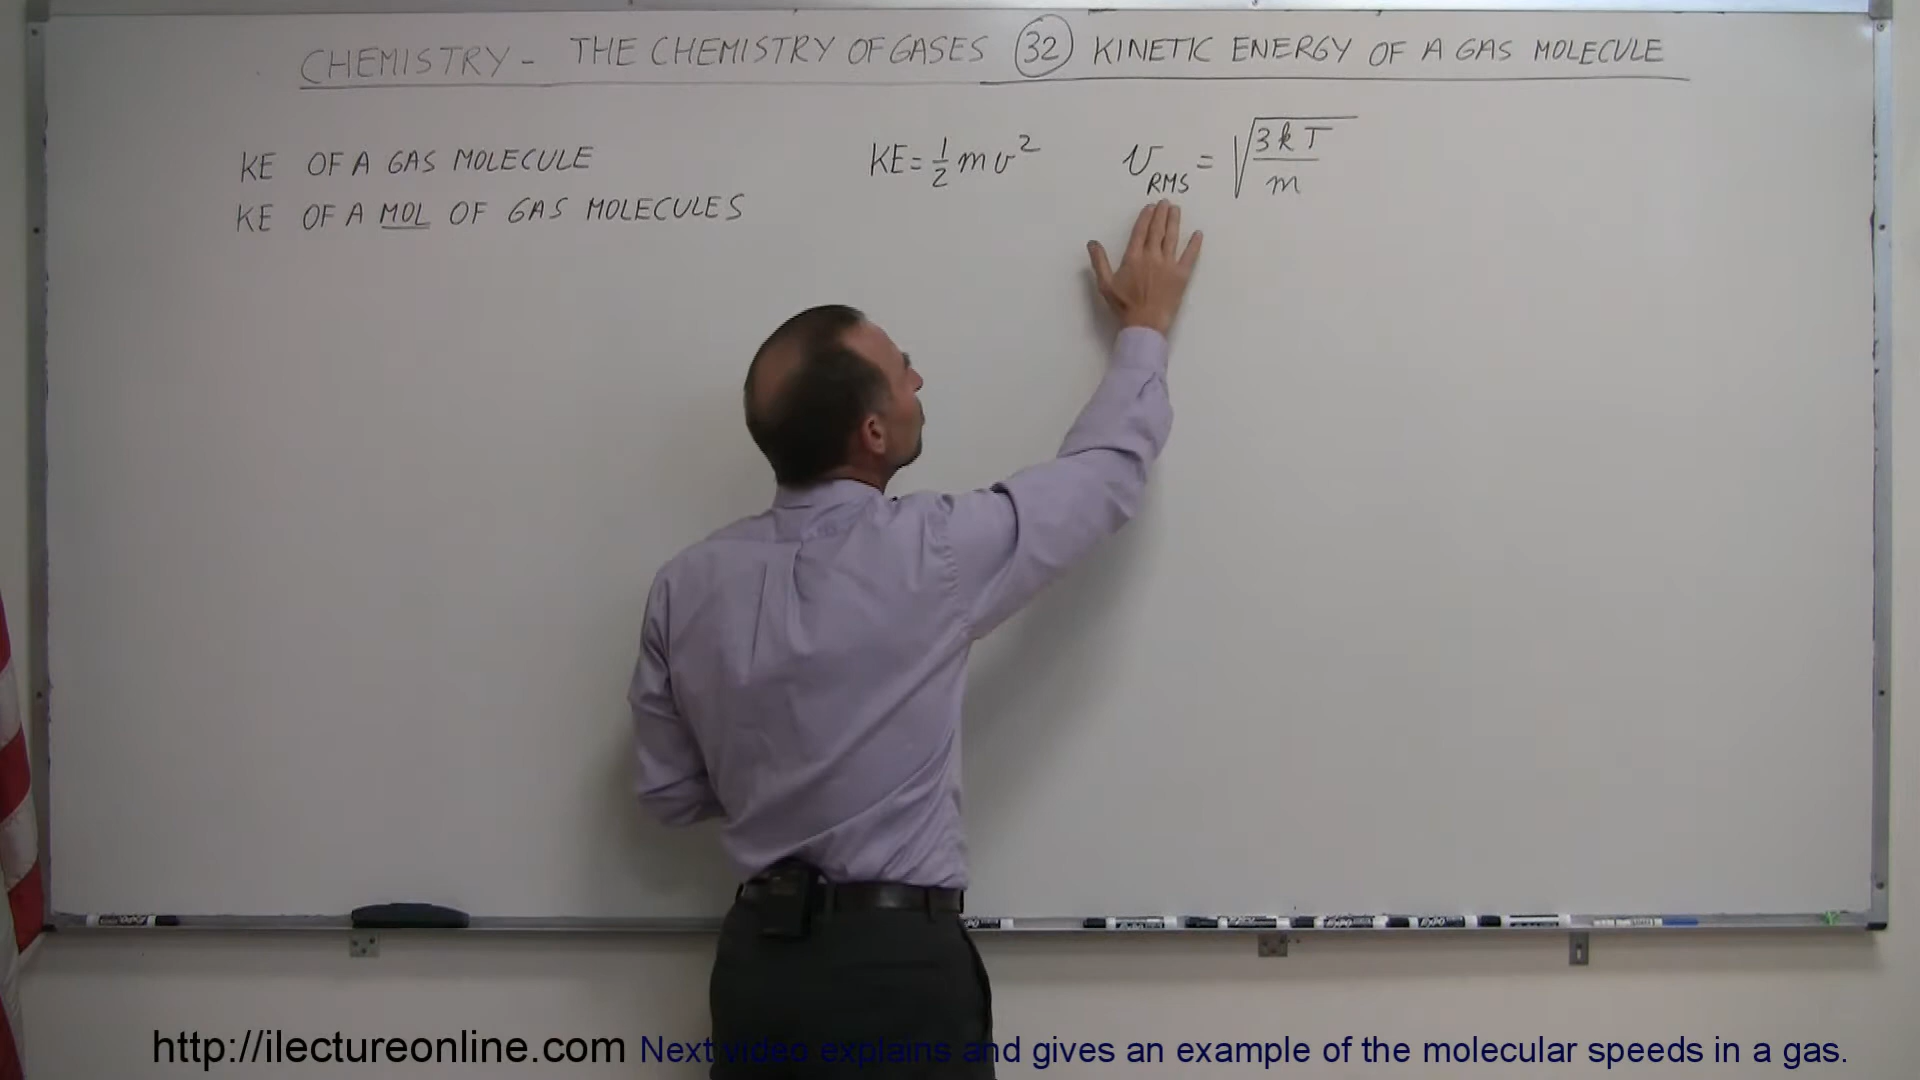 CHEMISTRY - THE CHEMISTRY OF GASES 32 KINETIC ENERGY OF A GAS MOLECULE
KE OF A GAS MOLECULE KE = 1/2 mv² v_RMS = √(3kT/m)
KE OF A MOL OF GAS MOLECULES
http://ilectureonline.com Next video explains and gives an example of the molecular speeds in a gas.